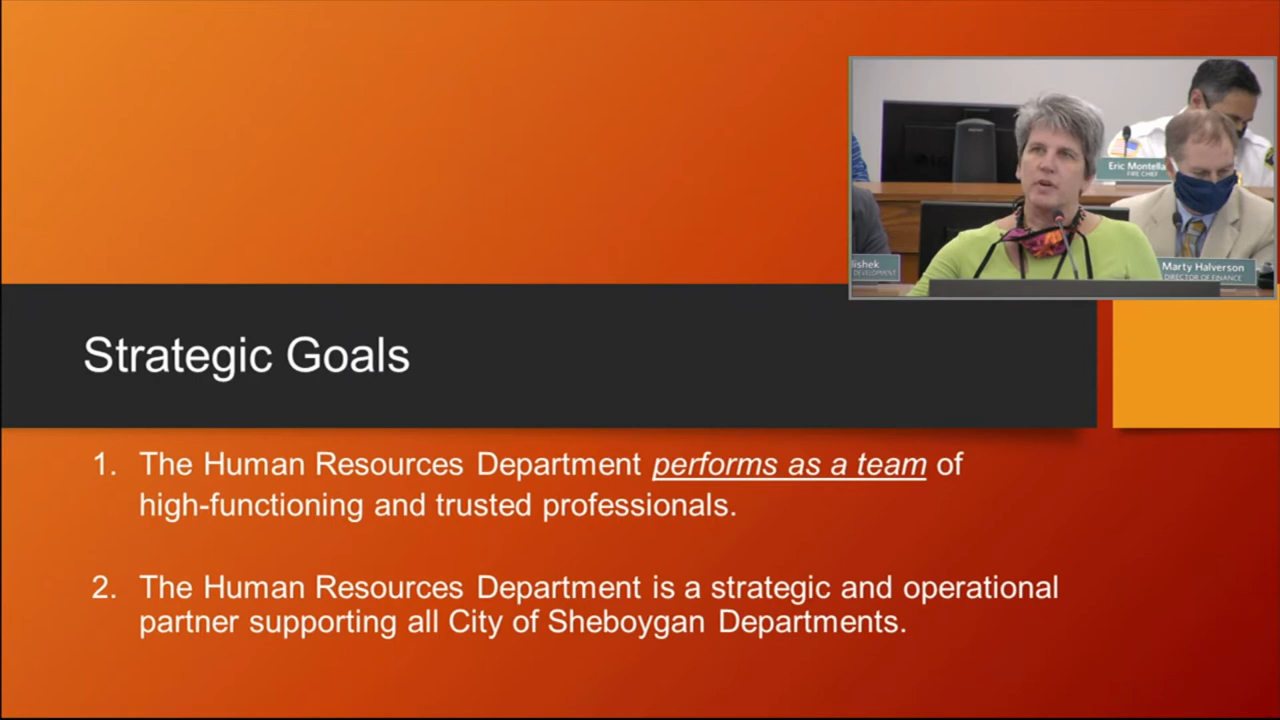 Eric Montella
FIRE CHIEF
lishek
DEVELOPMENT
Marty Halverson
DIRECTOR OF FINANCE
Strategic Goals
1. The Human Resources Department performs as a team of
high-functioning and trusted professionals.
2. The Human Resources Department is a strategic and operational
partner supporting all City of Sheboygan Departments.